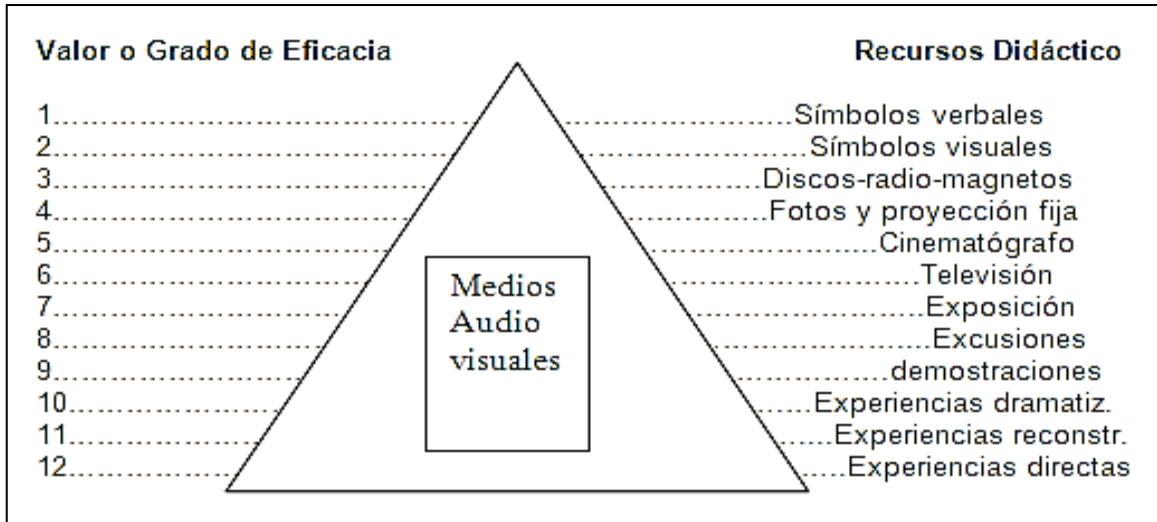 Valor o Grado de Eficacia Recursos Didáctico
1 Símbolos verbales
2 Símbolos visuales
3 Discos-radio-magnetos
4 Fotos y proyección fija
5 Cinematógrafo
6 Televisión
7 Exposición
8 Excusiones
9 demostraciones
10 Experiencias dramatiz.
11 Experiencias reconstr.
12 Experiencias directas
Medios
Audio
visuales